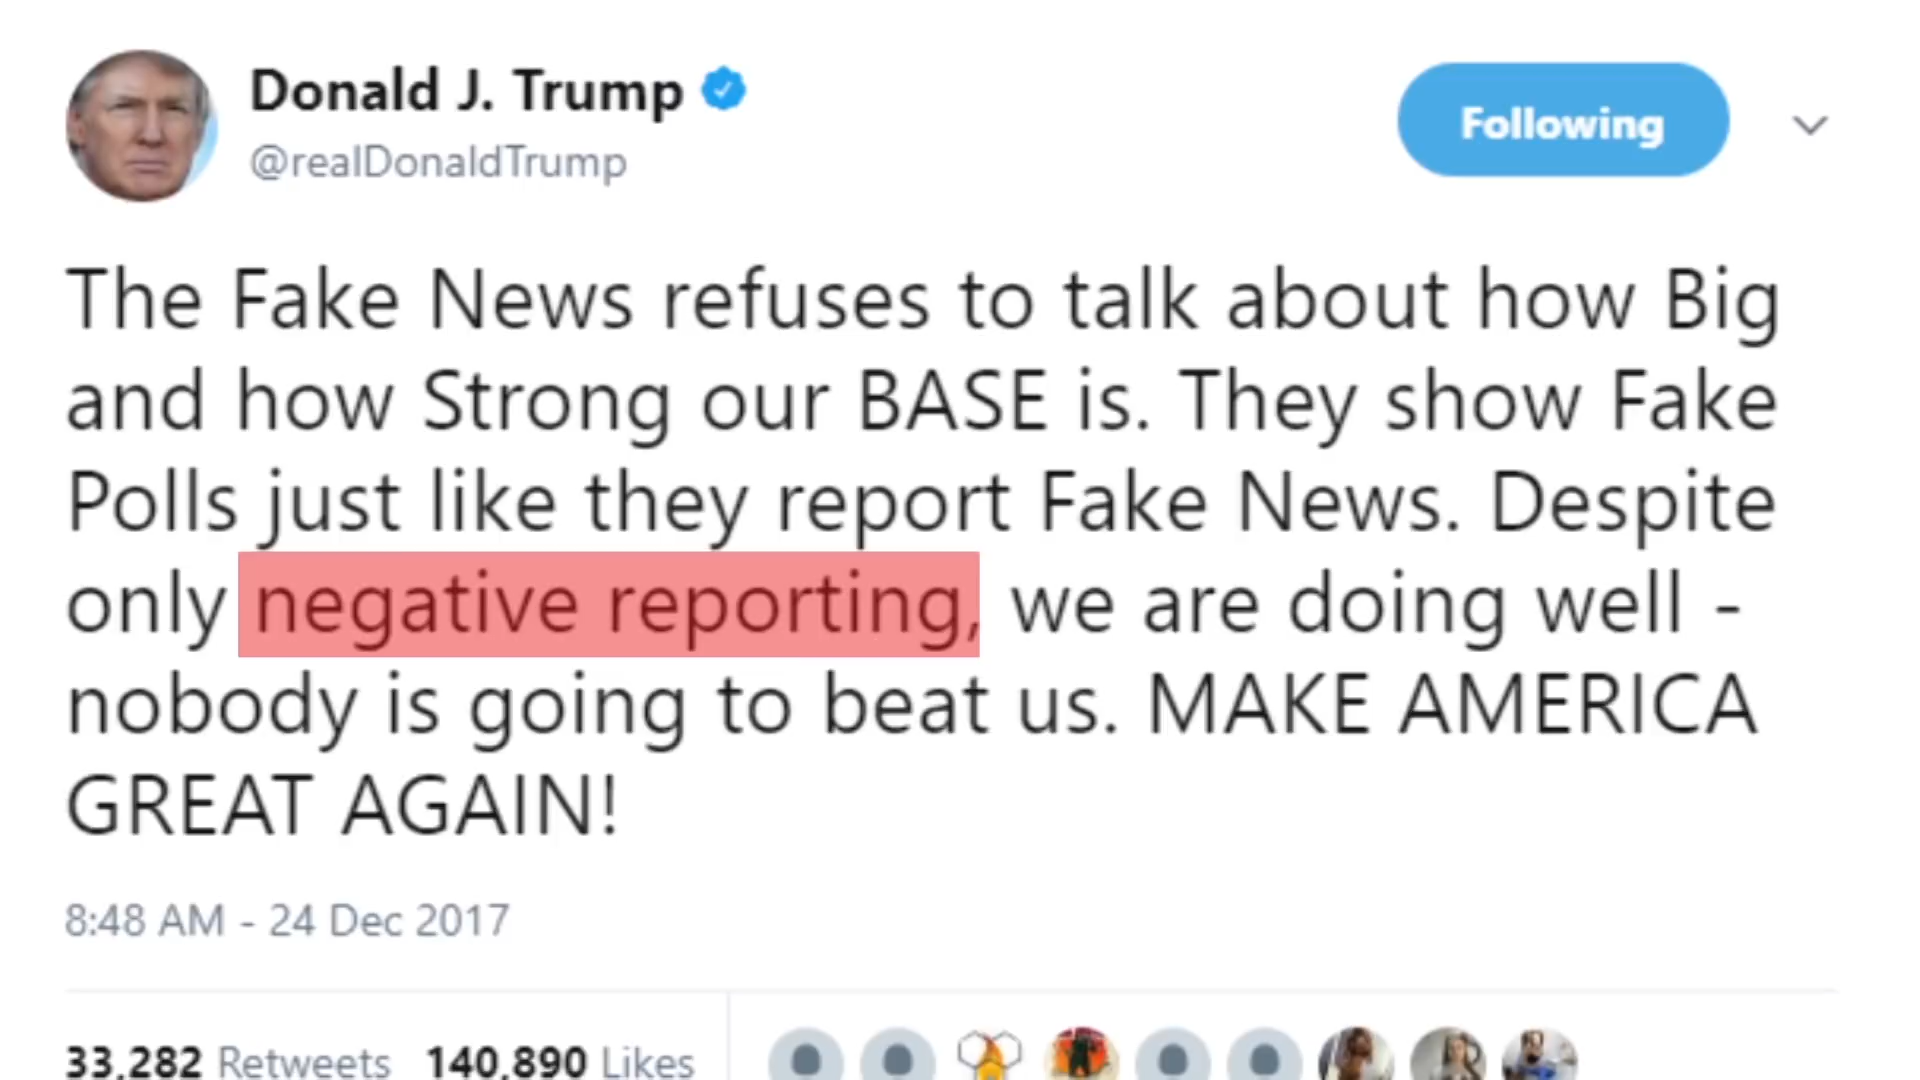 Donald J. Trump
@realDonaldTrump
Following
The Fake News refuses to talk about how Big
and how Strong our BASE is. They show Fake
Polls just like they report Fake News. Despite
only negative reporting, we are doing well -
nobody is going to beat us. MAKE AMERICA
GREAT AGAIN!
8:48 AM - 24 Dec 2017
33,282 Retweets 140,890 Likes